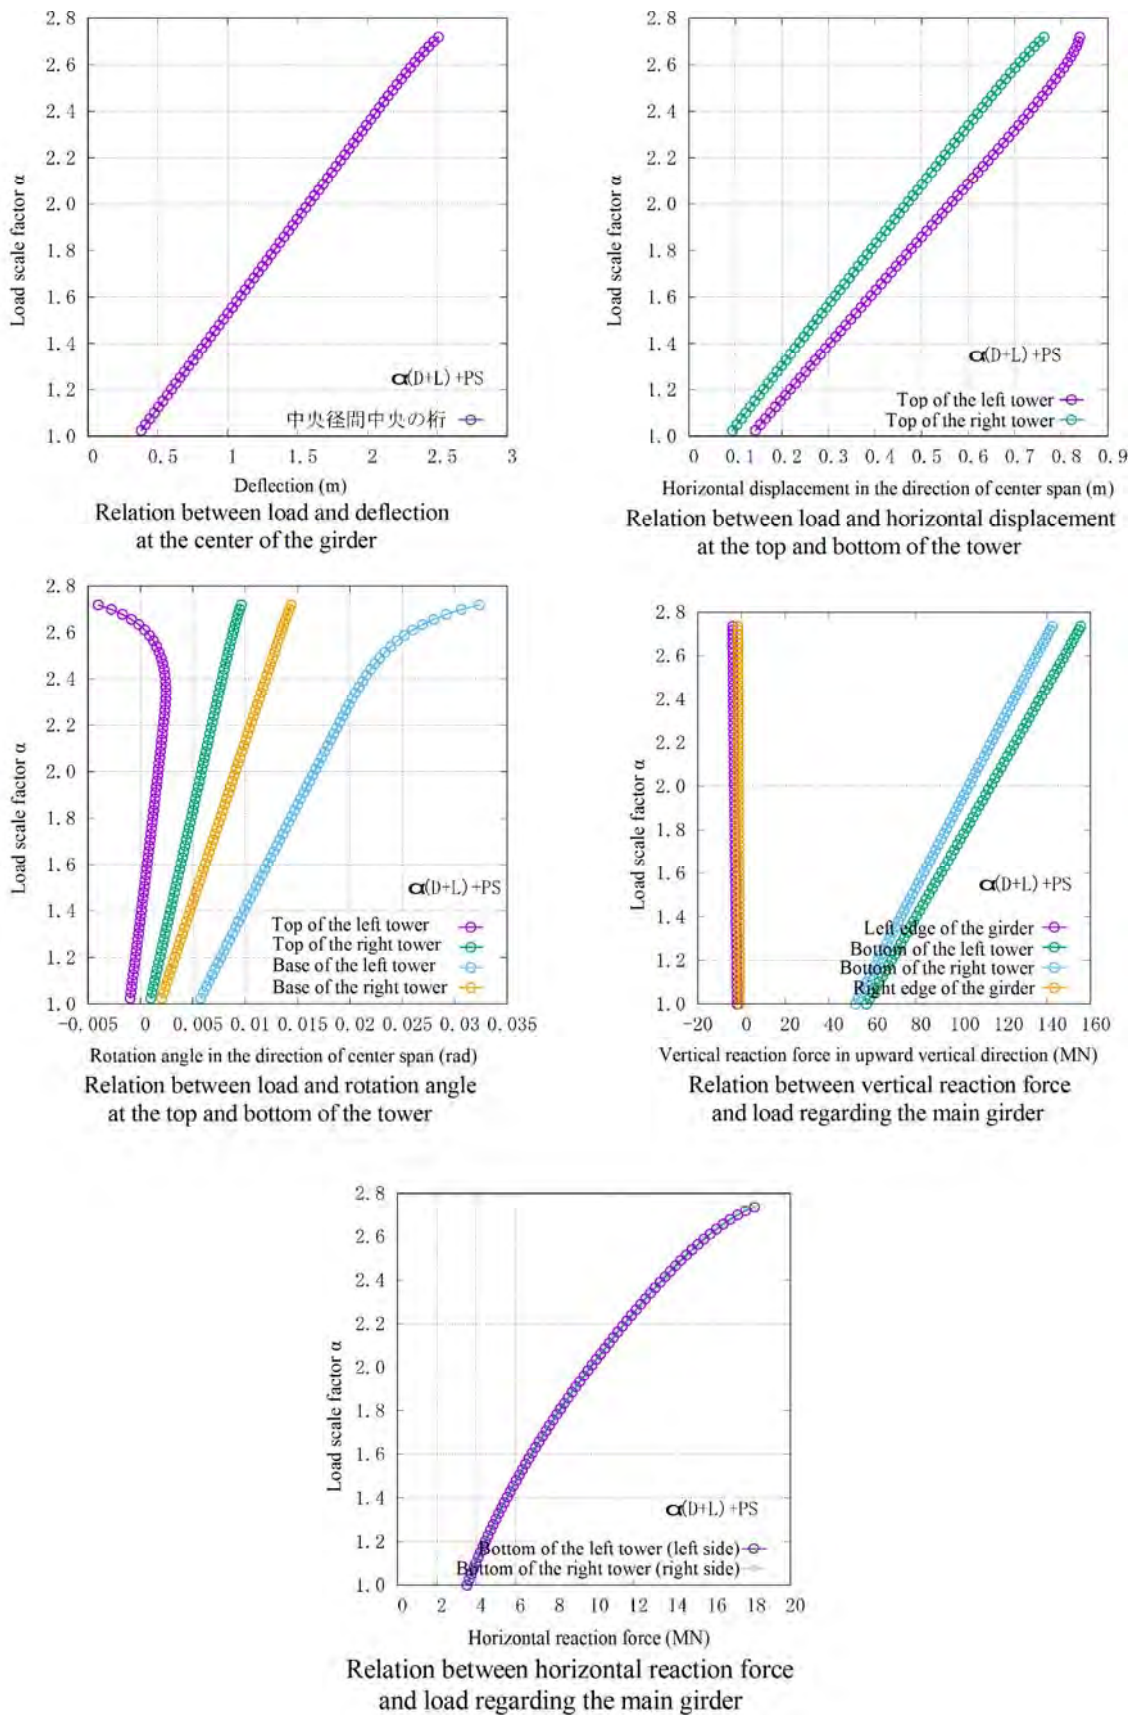 2.8
2.6
2.4
2.2
2.0
1.8
1.6
1.4
1.2
1.0
Load scale factor α
α(D+L)+PS
中央径間中央の桁
0 0.5 1 1.5 2 2.5 3
Deflection (m)
Relation between load and deflection
at the center of the girder
2.8
2.6
2.4
2.2
2.0
1.8
1.6
1.4
1.2
1.0
Load scale factor α
α(D+L)+PS
Top of the left tower
Top of the right tower
0 0.1 0.2 0.3 0.4 0.5 0.6 0.7 0.8 0.9
Horizontal displacement in the direction of center span (m)
Relation between load and horizontal displacement
at the top and bottom of the tower
2.8
2.6
2.4
2.2
2.0
1.8
1.6
1.4
1.2
1.0
Load scale factor α
α(D+L)+PS
Top of the left tower
Top of the right tower
Base of the left tower
Base of the right tower
-0.005 0 0.005 0.01 0.015 0.02 0.025 0.03 0.035
Rotation angle in the direction of center span (rad)
Relation between load and rotation angle
at the top and bottom of the tower
2.8
2.6
2.4
2.2
2.0
1.8
1.6
1.4
1.2
1.0
Load scale factor α
α(D+L)+PS
Left edge of the girder
Bottom of the left tower
Bottom of the right tower
Right edge of the girder
-20 0 20 40 60 80 100 120 140 160
Vertical reaction force in upward vertical direction (MN)
Relation between vertical reaction force
and load regarding the main girder
2.8
2.6
2.4
2.2
2.0
1.8
1.6
1.4
1.2
1.0
Load scale factor α
α(D+L)+PS
Bottom of the left tower (left side)
Bottom of the right tower (right side)
0 2 4 6 8 10 12 14 16 18 20
Horizontal reaction force (MN)
Relation between horizontal reaction force
and load regarding the main girder